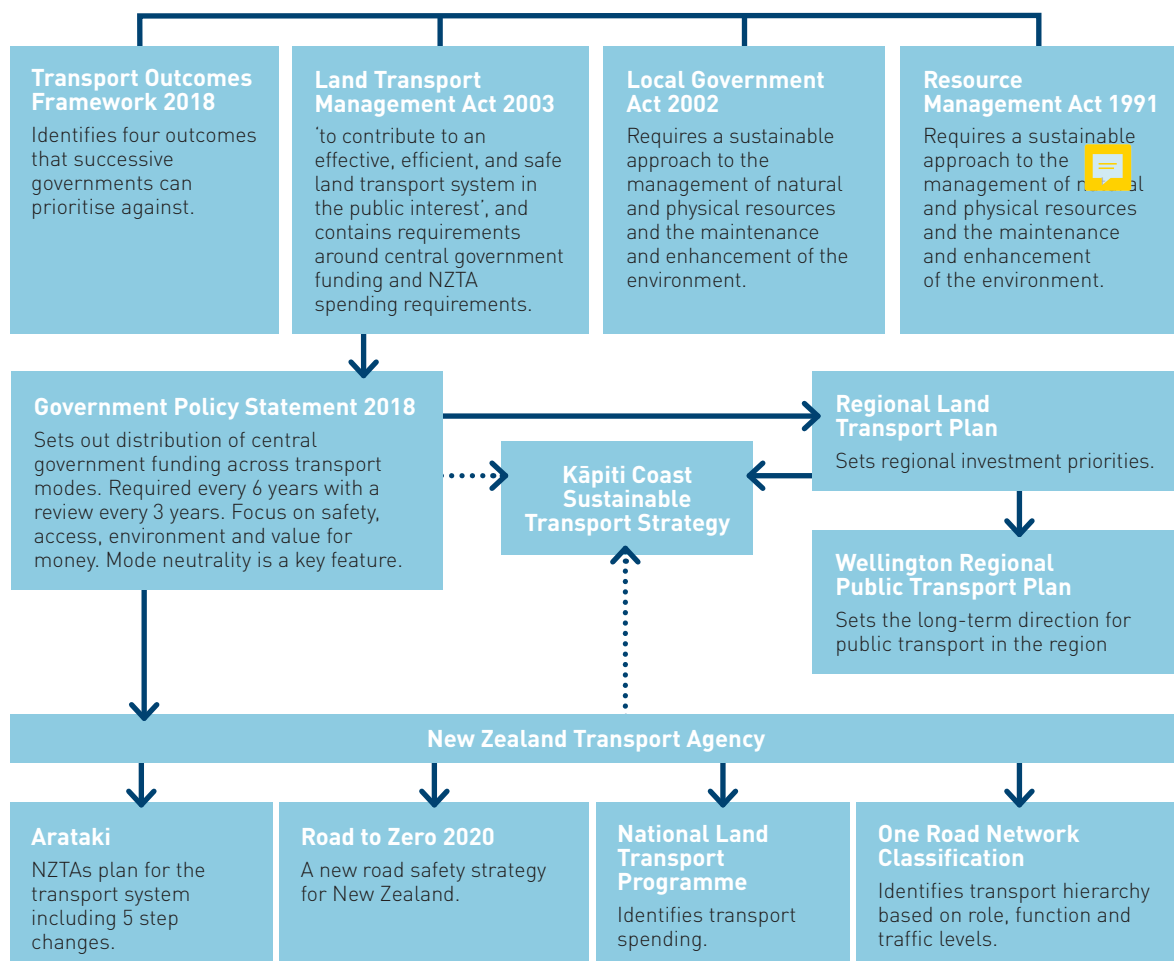 Transport Outcomes
Framework 2018
Identifies four outcomes
that successive
governments can
prioritise against.
Land Transport
Management Act 2003
‘to contribute to an
effective, efficient, and safe
land transport system in
the public interest’, and
contains requirements
around central government
funding and NZTA
spending requirements.
Local Government
Act 2002
Requires a sustainable
approach to the
management of natural
and physical resources
and the maintenance
and enhancement of the
environment.
Resource
Management Act 1991
Requires a sustainable
approach to the
management of natural
and physical resources
and the maintenance
and enhancement
of the environment.
Government Policy Statement 2018
Sets out distribution of central
government funding across transport
modes. Required every 6 years with a
review every 3 years. Focus on safety,
access, environment and value for
money. Mode neutrality is a key feature.
Kāpiti Coast
Sustainable
Transport Strategy
Regional Land
Transport Plan
Sets regional investment priorities.
Wellington Regional
Public Transport Plan
Sets the long-term direction for
public transport in the region
New Zealand Transport Agency
Arataki
NZTAs plan for the
transport system
including 5 step
changes.
Road to Zero 2020
A new road safety strategy
for New Zealand.
National Land
Transport
Programme
Identifies transport
spending.
One Road Network
Classification
Identifies transport hierarchy
based on role, function and
traffic levels.